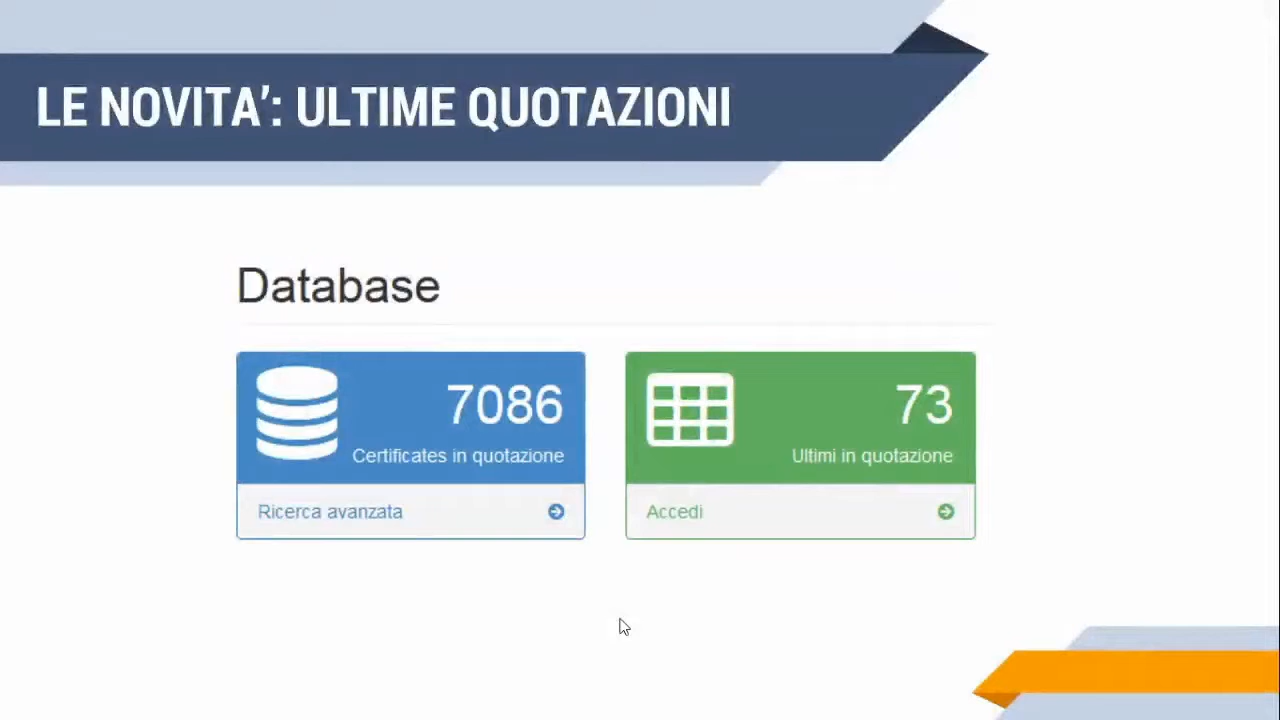 LE NOVITA’: ULTIME QUOTAZIONI
Database
7086
Certificates in quotazione
Ricerca avanzata
73
Ultimi in quotazione
Accedi